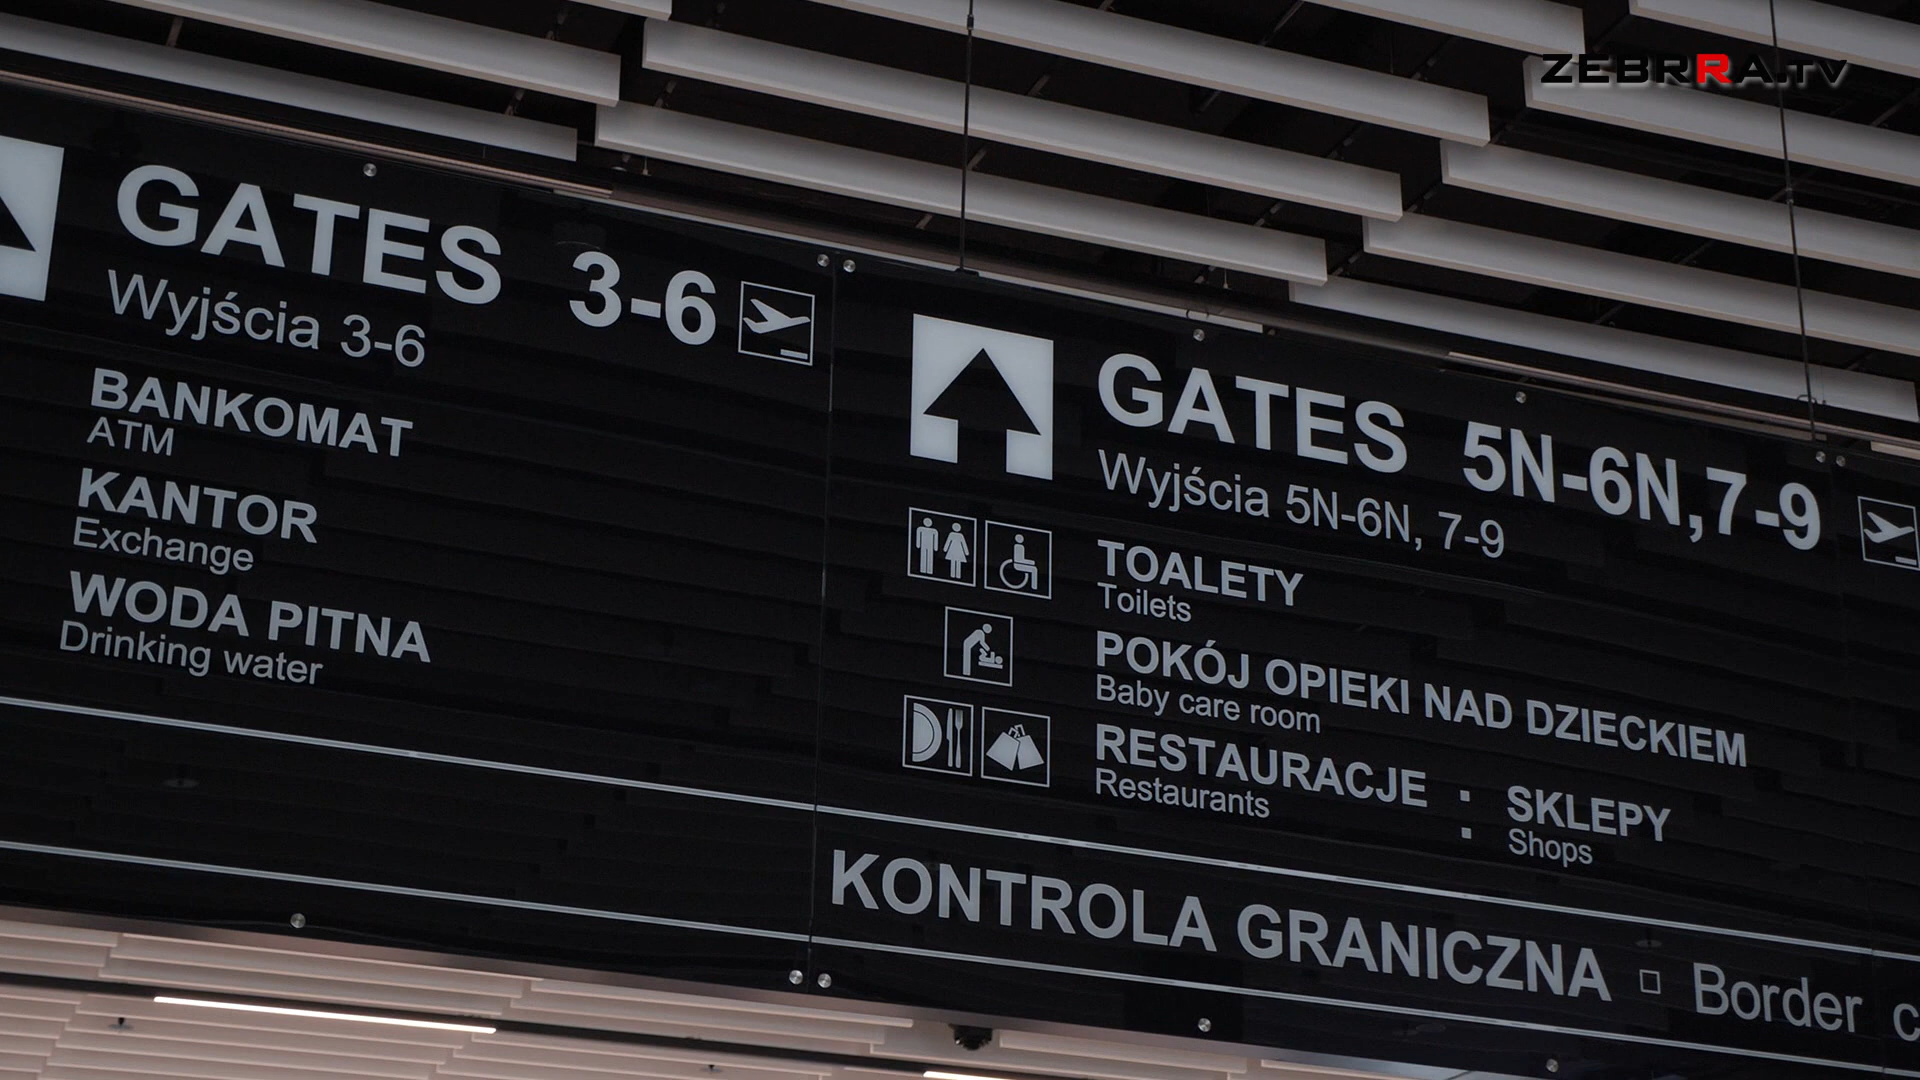 ZEBRRA.TV
GATES 3-6
Wyjścia 3-6
BANKOMAT
ATM
KANTOR
Exchange
WODA PITNA
Drinking water
GATES 5N-6N,7-9
Wyjścia 5N-6N, 7-9
TOALETY
Toilets
POKÓJ OPIEKI NAD DZIECKIEM
Baby care room
RESTAURACJE : SKLEPY
Restaurants Shops
KONTROLA GRANICZNA ▫ Border